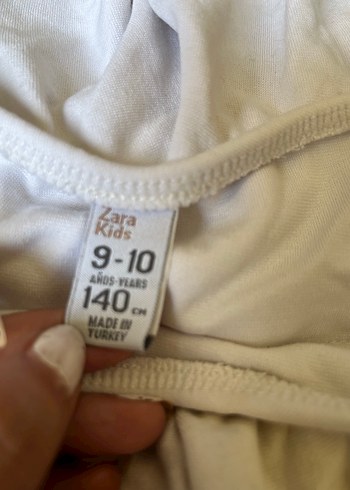 Zara
Kids
9-10
AÑOS-YEARS
140 CM
MADE IN
TURKEY